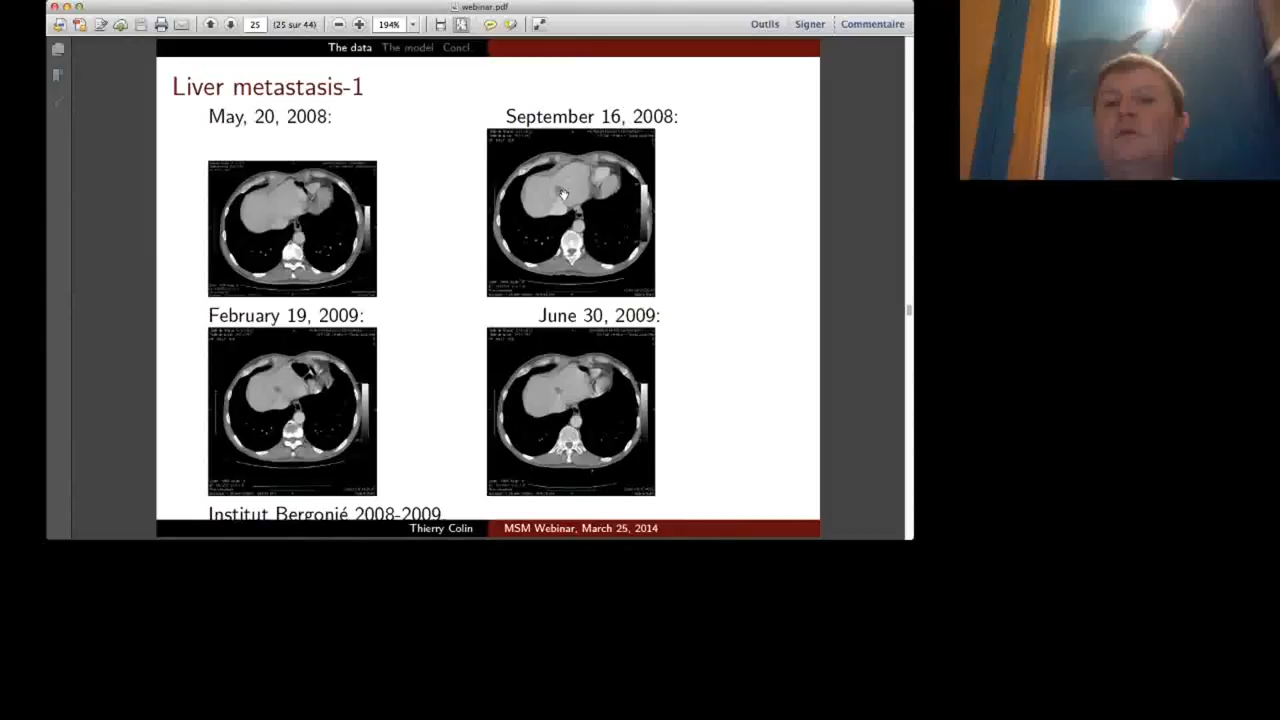 webinar.pdf
25 (25 sur 44) 194% Outils Signer Commentaire
The data The model Concl
Liver metastasis-1
May, 20, 2008: September 16, 2008:
February 19, 2009: June 30, 2009:
Institut Bergonié 2008-2009
Thierry Colin MSM Webinar, March 25, 2014